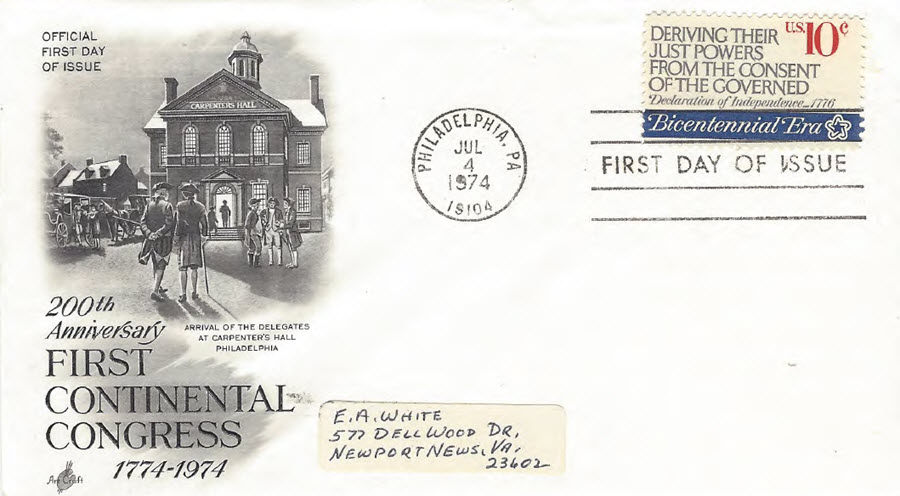 OFFICIAL
FIRST DAY
OF ISSUE
CARPENTERS HALL
200th
Anniversary
ARRIVAL OF THE DELEGATES
AT CARPENTER'S HALL
PHILADELPHIA
FIRST
CONTINENTAL
CONGRESS
1774-1974
Art Craft
PHILADELPHIA, PA
JUL
4
1974
19104
DERIVING THEIR
JUST POWERS
FROM THE CONSENT
OF THE GOVERNED
Declaration of Independence...1776
U.S. 10c
Bicentennial Era
FIRST DAY OF ISSUE
E.A. WHITE
577 DELLWOOD DR,
NEWPORT NEWS, VA,
23602